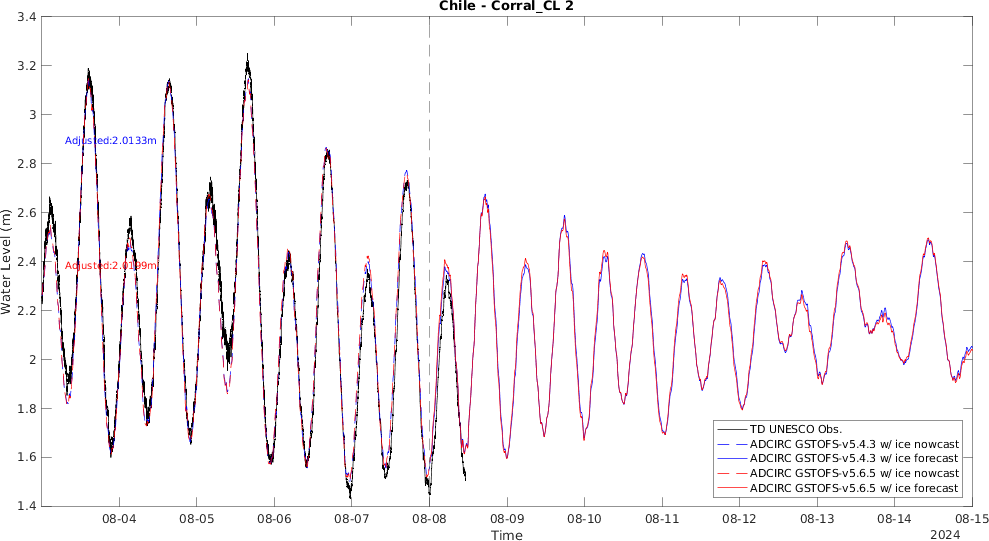 Chile - Corral_CL 2
3.4
3.2
3
2.8
2.6
2.4
2.2
2
1.8
1.6
1.4
Water Level (m)
Adjusted:2.0133m
Adjusted:2.0199m
TD UNESCO Obs.
ADCIRC GSTOFS-v5.4.3 w/ ice nowcast
ADCIRC GSTOFS-v5.4.3 w/ ice forecast
ADCIRC GSTOFS-v5.6.5 w/ ice nowcast
ADCIRC GSTOFS-v5.6.5 w/ ice forecast
08-04 08-05 08-06 08-07 08-08 08-09 08-10 08-11 08-12 08-13 08-14 08-15
Time
2024